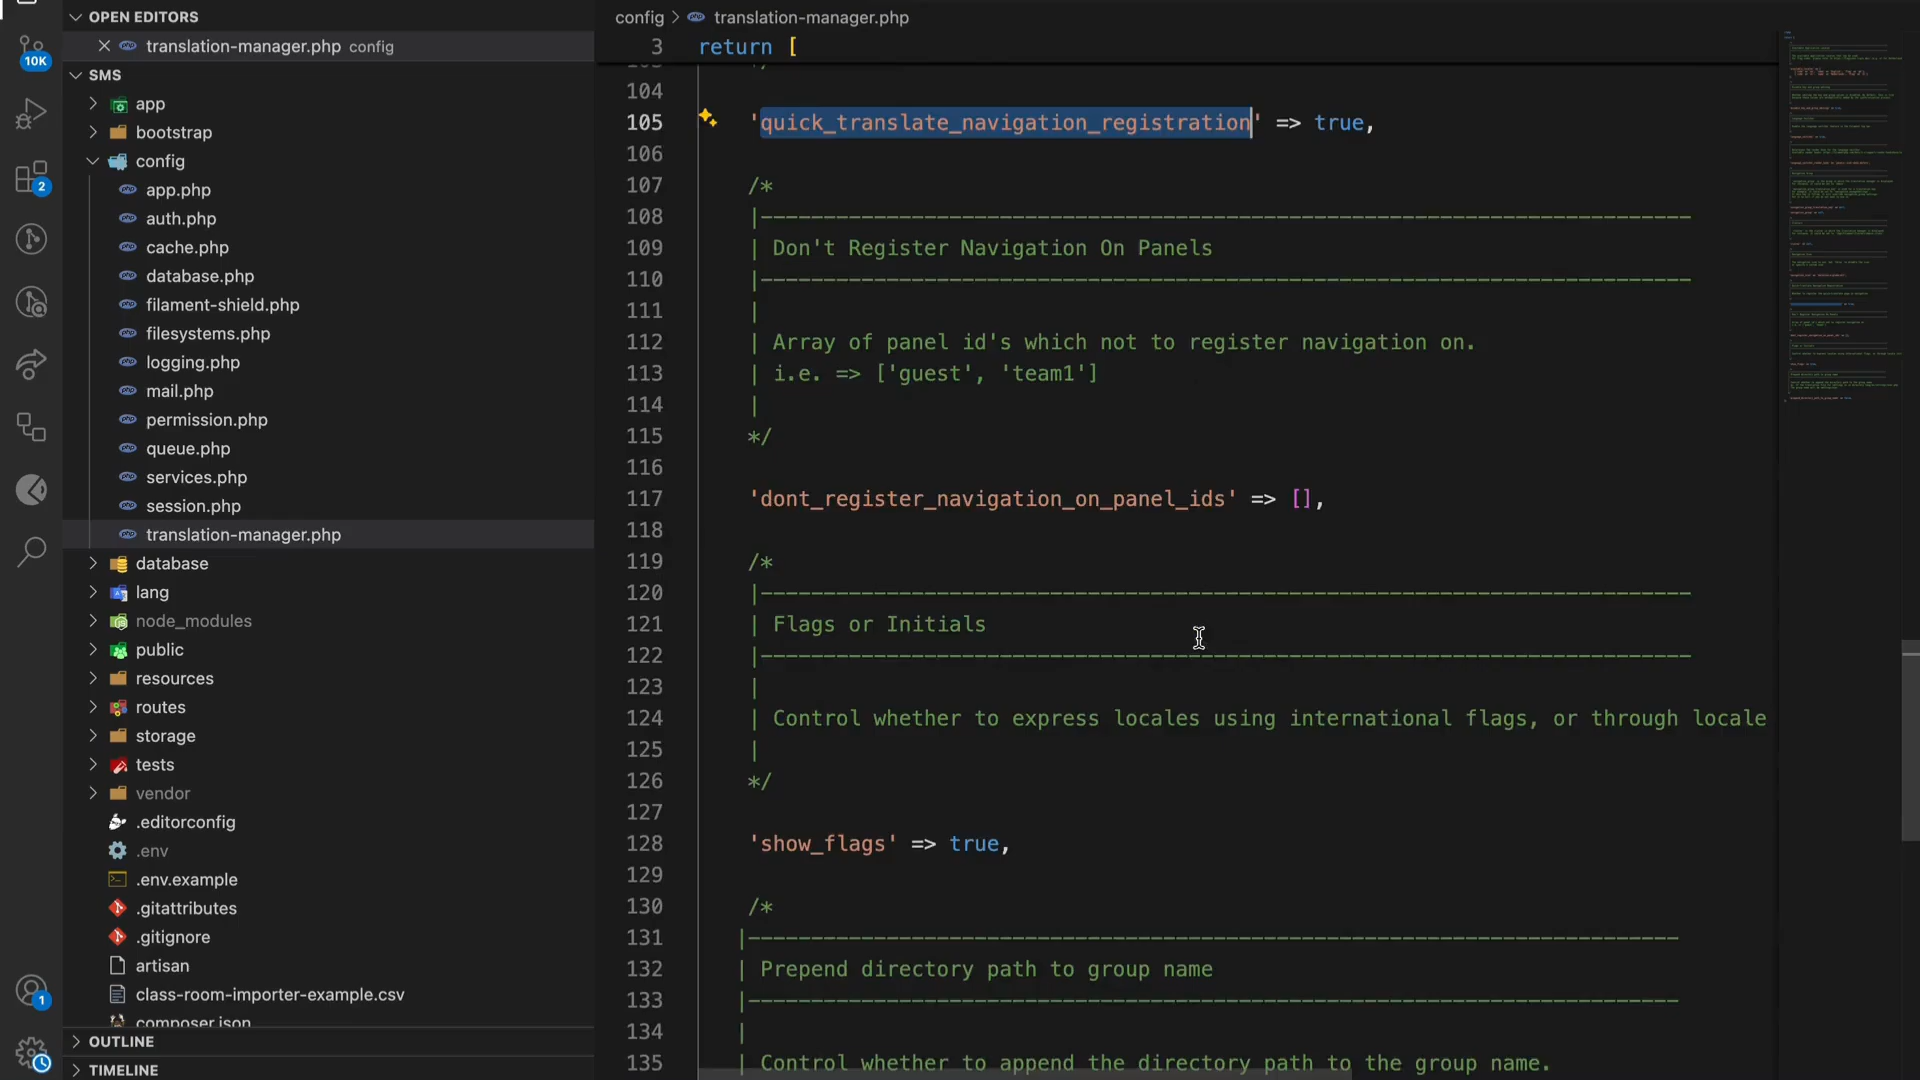 OPEN EDITORS
translation-manager.php config
SMS
app
bootstrap
config
app.php
auth.php
cache.php
database.php
filament-shield.php
filesystems.php
logging.php
mail.php
permission.php
queue.php
services.php
session.php
translation-manager.php
database
lang
node_modules
public
resources
routes
storage
tests
vendor
.editorconfig
.env
.env.example
.gitattributes
.gitignore
artisan
class-room-importer-example.csv
composer.json
OUTLINE
TIMELINE
10K
2
1
config > translation-manager.php
3 return [
104
105 'quick_translate_navigation_registration' => true,
106
107 /*
108 |--------------------------------------------------------------------------
109 | Don't Register Navigation On Panels
110 |--------------------------------------------------------------------------
111 |
112 | Array of panel id's which not to register navigation on.
113 | i.e. => ['guest', 'team1']
114 |
115 */
116
117 'dont_register_navigation_on_panel_ids' => [],
118
119 /*
120 |--------------------------------------------------------------------------
121 | Flags or Initials
122 |--------------------------------------------------------------------------
123 |
124 | Control whether to express locales using international flags, or through locale
125 |
126 */
127
128 'show_flags' => true,
129
130 /*
131 |--------------------------------------------------------------------------
132 | Prepend directory path to group name
133 |--------------------------------------------------------------------------
134 |
135 | Control whether to append the directory path to the group name.